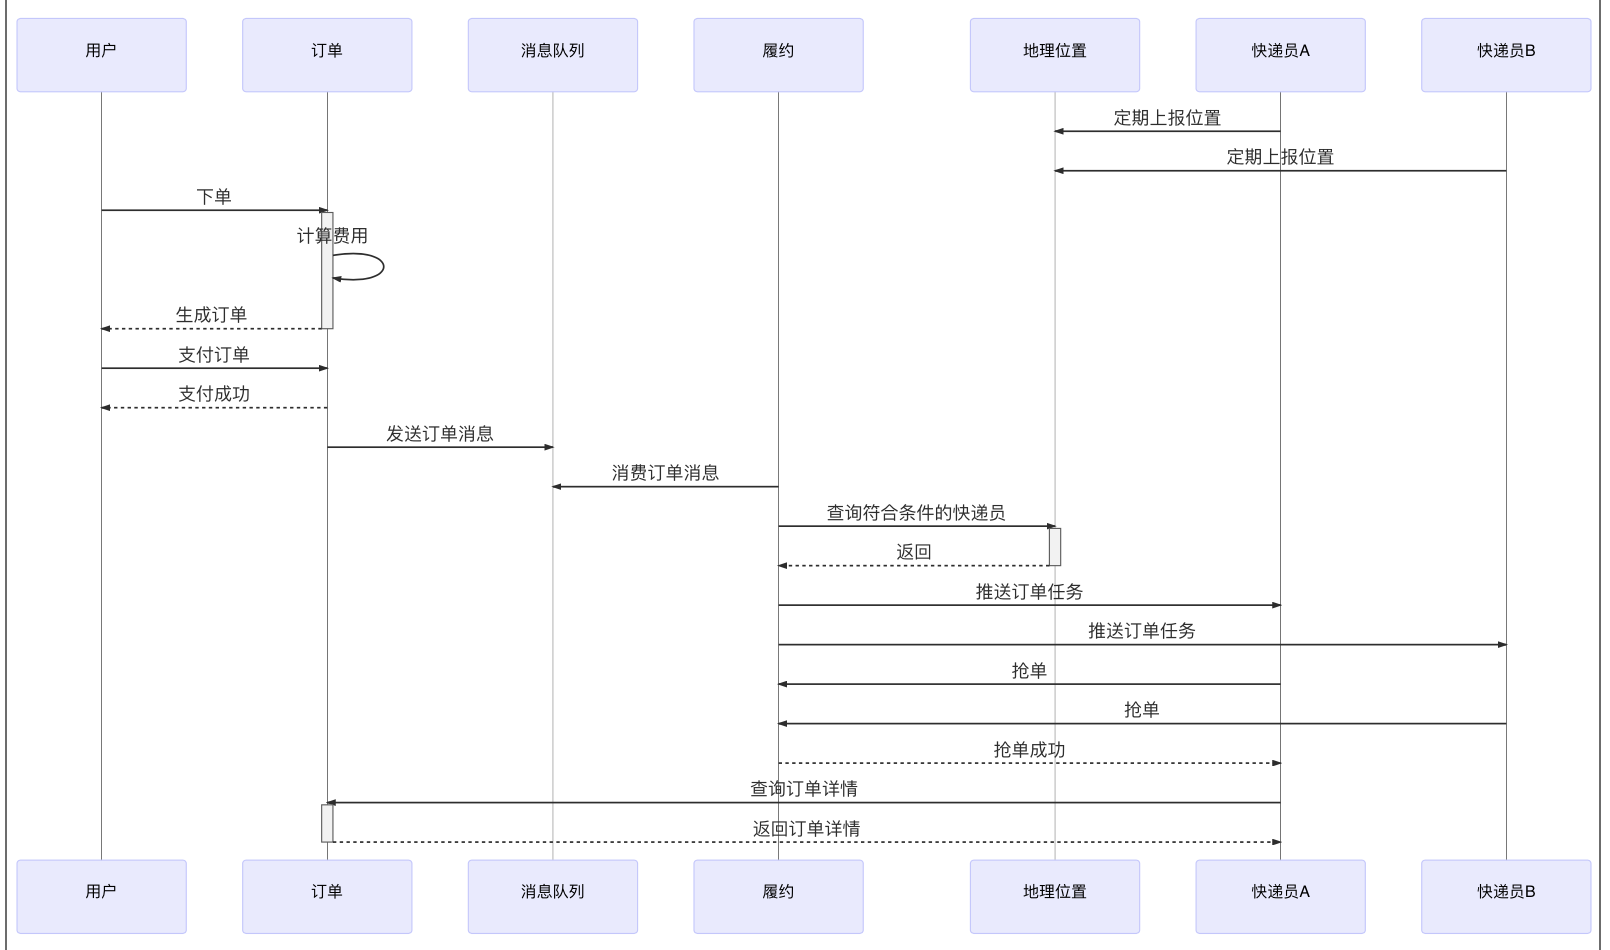 用户
订单
消息队列
履约
地理位置
快递员A
快递员B
定期上报位置
定期上报位置
下单
计算费用
生成订单
支付订单
支付成功
发送订单消息
消费订单消息
查询符合条件的快递员
返回
推送订单任务
推送订单任务
抢单
抢单
抢单成功
查询订单详情
返回订单详情
用户
订单
消息队列
履约
地理位置
快递员A
快递员B